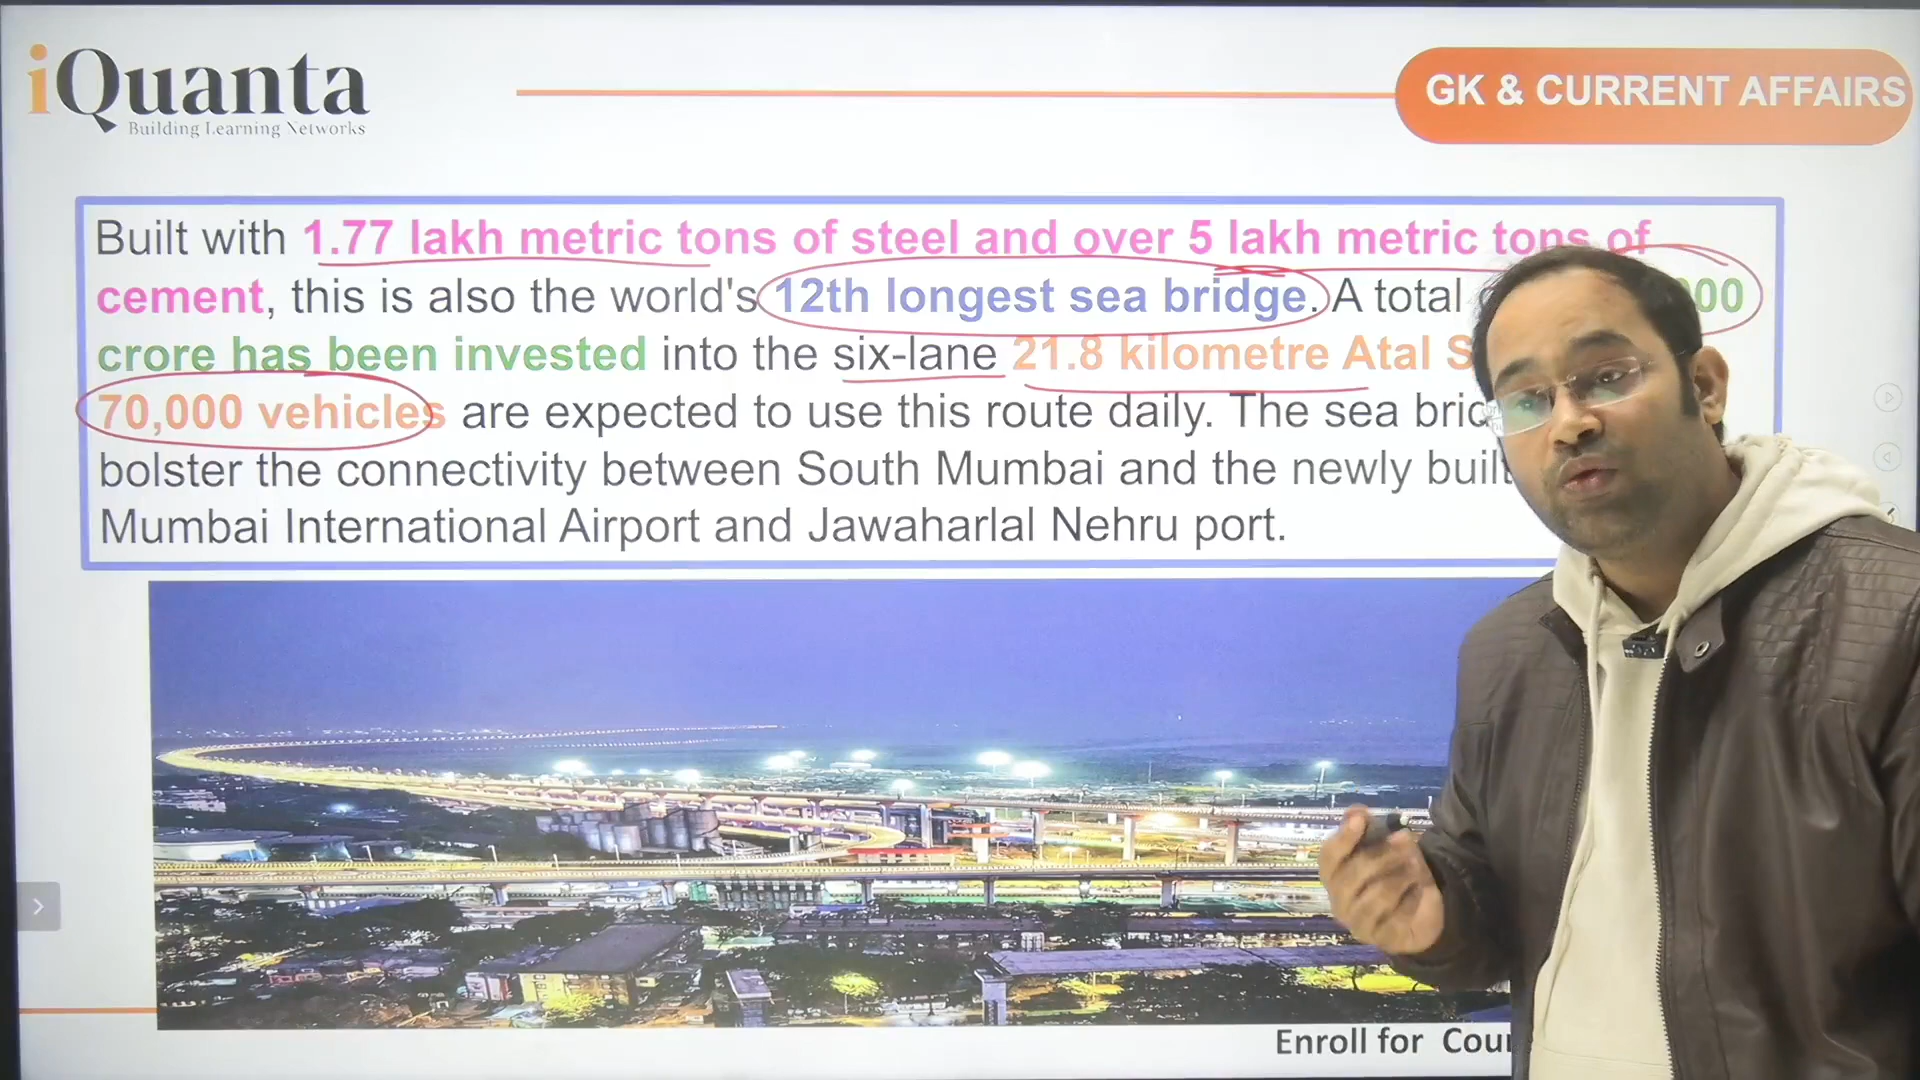 iQuanta
Building Learning Networks
GK & CURRENT AFFAIRS
Built with 1.77 lakh metric tons of steel and over 5 lakh metric tons of
cement, this is also the world's 12th longest sea bridge. A total 000
crore has been invested into the six-lane 21.8 kilometre Atal S
70,000 vehicles are expected to use this route daily. The sea brid
bolster the connectivity between South Mumbai and the newly built
Mumbai International Airport and Jawaharlal Nehru port.
Enroll for Cour